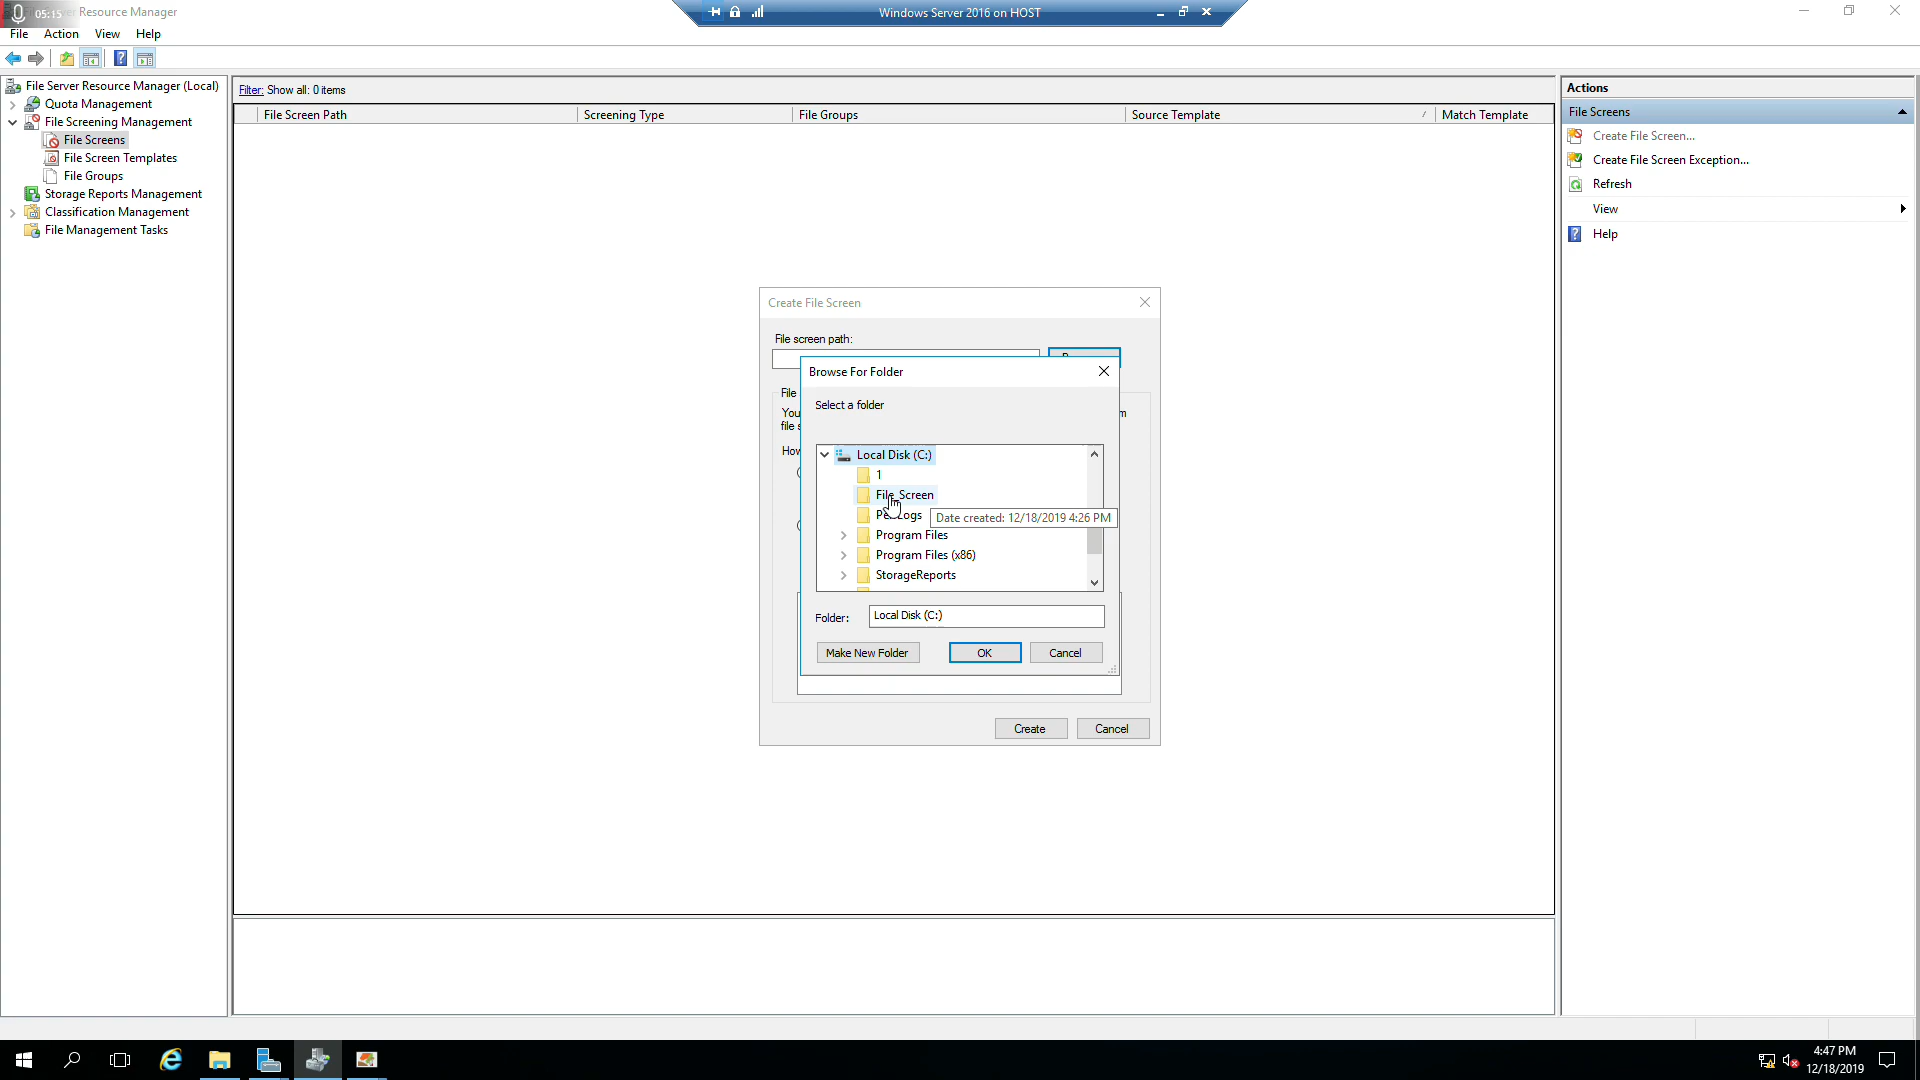 05:15
Resource Manager
Windows Server 2016 on HOST
File Action View Help
File Server Resource Manager (Local)
Quota Management
File Screening Management
File Screens
File Screen Templates
File Groups
Storage Reports Management
Classification Management
File Management Tasks
Filter: Show all: 0 items
File Screen Path Screening Type File Groups Source Template Match Template
Create File Screen
File screen path:
File
You
file s
How
m
Browse For Folder
Select a folder
Local Disk (C:)
1
File Screen
Date created: 12/18/2019 4:26 PM
Program Files
Program Files (x86)
StorageReports
Folder: Local Disk (C:)
Make New Folder OK Cancel
Create Cancel
Actions
File Screens
Create File Screen...
Create File Screen Exception...
Refresh
View
Help
4:47 PM
12/18/2019